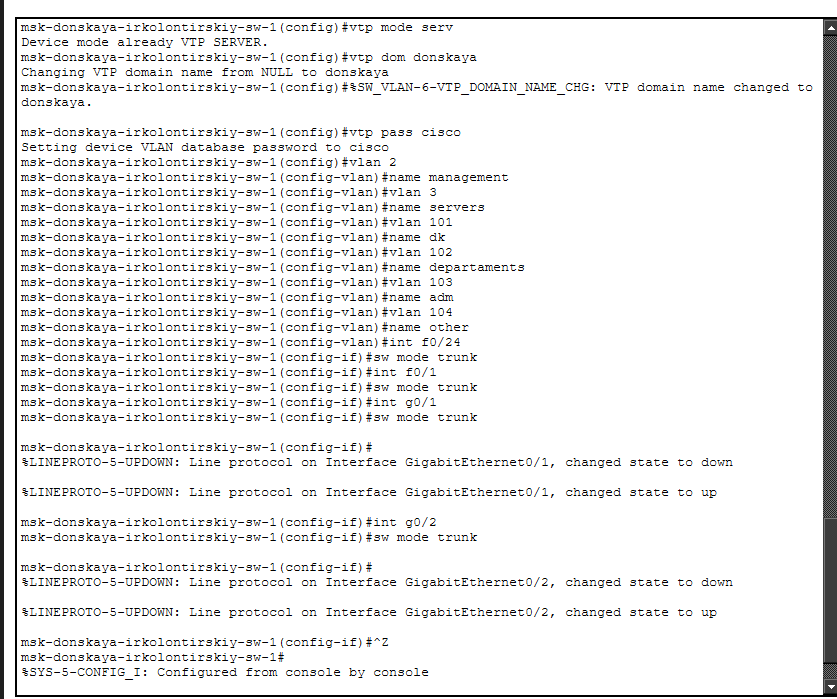 msk-donskaya-irkolontirskiy-sw-1(config)#vtp mode serv
Device mode already VTP SERVER.
msk-donskaya-irkolontirskiy-sw-1(config)#vtp dom donskaya
Changing VTP domain name from NULL to donskaya
msk-donskaya-irkolontirskiy-sw-1(config)#%SW_VLAN-6-VTP_DOMAIN_NAME_CHG: VTP domain name changed to
donskaya.
msk-donskaya-irkolontirskiy-sw-1(config)#vtp pass cisco
Setting device VLAN database password to cisco
msk-donskaya-irkolontirskiy-sw-1(config)#vlan 2
msk-donskaya-irkolontirskiy-sw-1(config-vlan)#name management
msk-donskaya-irkolontirskiy-sw-1(config-vlan)#vlan 3
msk-donskaya-irkolontirskiy-sw-1(config-vlan)#name servers
msk-donskaya-irkolontirskiy-sw-1(config-vlan)#vlan 101
msk-donskaya-irkolontirskiy-sw-1(config-vlan)#name dk
msk-donskaya-irkolontirskiy-sw-1(config-vlan)#vlan 102
msk-donskaya-irkolontirskiy-sw-1(config-vlan)#name departaments
msk-donskaya-irkolontirskiy-sw-1(config-vlan)#vlan 103
msk-donskaya-irkolontirskiy-sw-1(config-vlan)#name adm
msk-donskaya-irkolontirskiy-sw-1(config-vlan)#vlan 104
msk-donskaya-irkolontirskiy-sw-1(config-vlan)#name other
msk-donskaya-irkolontirskiy-sw-1(config-vlan)#int f0/24
msk-donskaya-irkolontirskiy-sw-1(config-if)#sw mode trunk
msk-donskaya-irkolontirskiy-sw-1(config-if)#int f0/1
msk-donskaya-irkolontirskiy-sw-1(config-if)#sw mode trunk
msk-donskaya-irkolontirskiy-sw-1(config-if)#int g0/1
msk-donskaya-irkolontirskiy-sw-1(config-if)#sw mode trunk
msk-donskaya-irkolontirskiy-sw-1(config-if)#
%LINEPROTO-5-UPDOWN: Line protocol on Interface GigabitEthernet0/1, changed state to down
%LINEPROTO-5-UPDOWN: Line protocol on Interface GigabitEthernet0/1, changed state to up
msk-donskaya-irkolontirskiy-sw-1(config-if)#int g0/2
msk-donskaya-irkolontirskiy-sw-1(config-if)#sw mode trunk
msk-donskaya-irkolontirskiy-sw-1(config-if)#
%LINEPROTO-5-UPDOWN: Line protocol on Interface GigabitEthernet0/2, changed state to down
%LINEPROTO-5-UPDOWN: Line protocol on Interface GigabitEthernet0/2, changed state to up
msk-donskaya-irkolontirskiy-sw-1(config-if)#^Z
msk-donskaya-irkolontirskiy-sw-1#
%SYS-5-CONFIG_I: Configured from console by console